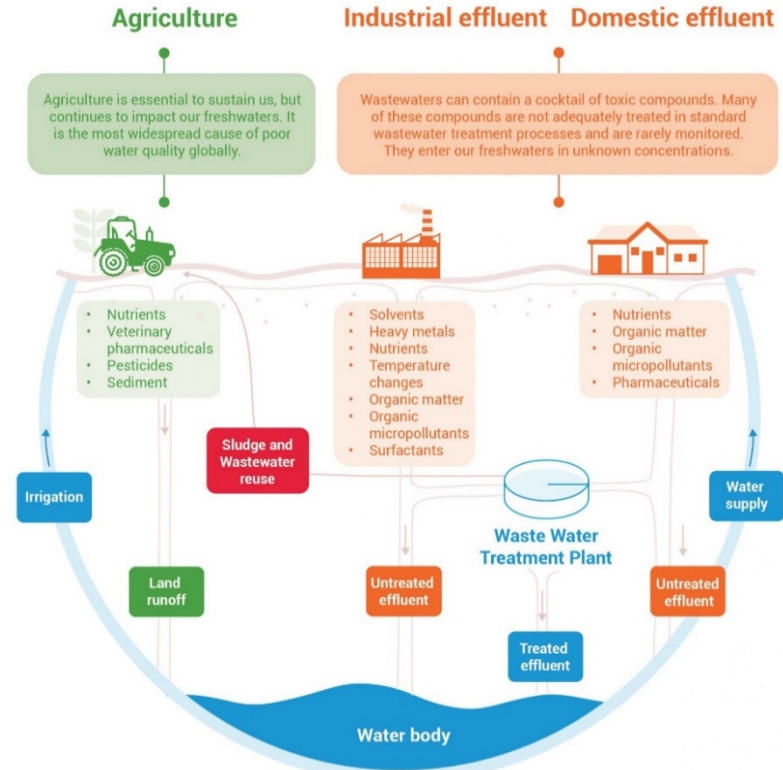 Agriculture
Industrial effluent
Domestic effluent
Agriculture is essential to sustain us, but
continues to impact our freshwaters. It
is the most widespread cause of poor
water quality globally.
Wastewaters can contain a cocktail of toxic compounds. Many
of these compounds are not adequately treated in standard
wastewater treatment processes and are rarely monitored.
They enter our freshwaters in unknown concentrations.
• Nutrients
• Veterinary
pharmaceuticals
• Pesticides
• Sediment
• Solvents
• Heavy metals
• Nutrients
• Temperature
changes
• Organic matter
• Organic
micropollutants
• Surfactants
• Nutrients
• Organic matter
• Organic
micropollutants
• Pharmaceuticals
Sludge and
Wastewater
reuse
Irrigation
Water
supply
Waste Water
Treatment Plant
Land
runoff
Untreated
effluent
Untreated
effluent
Treated
effluent
Water body